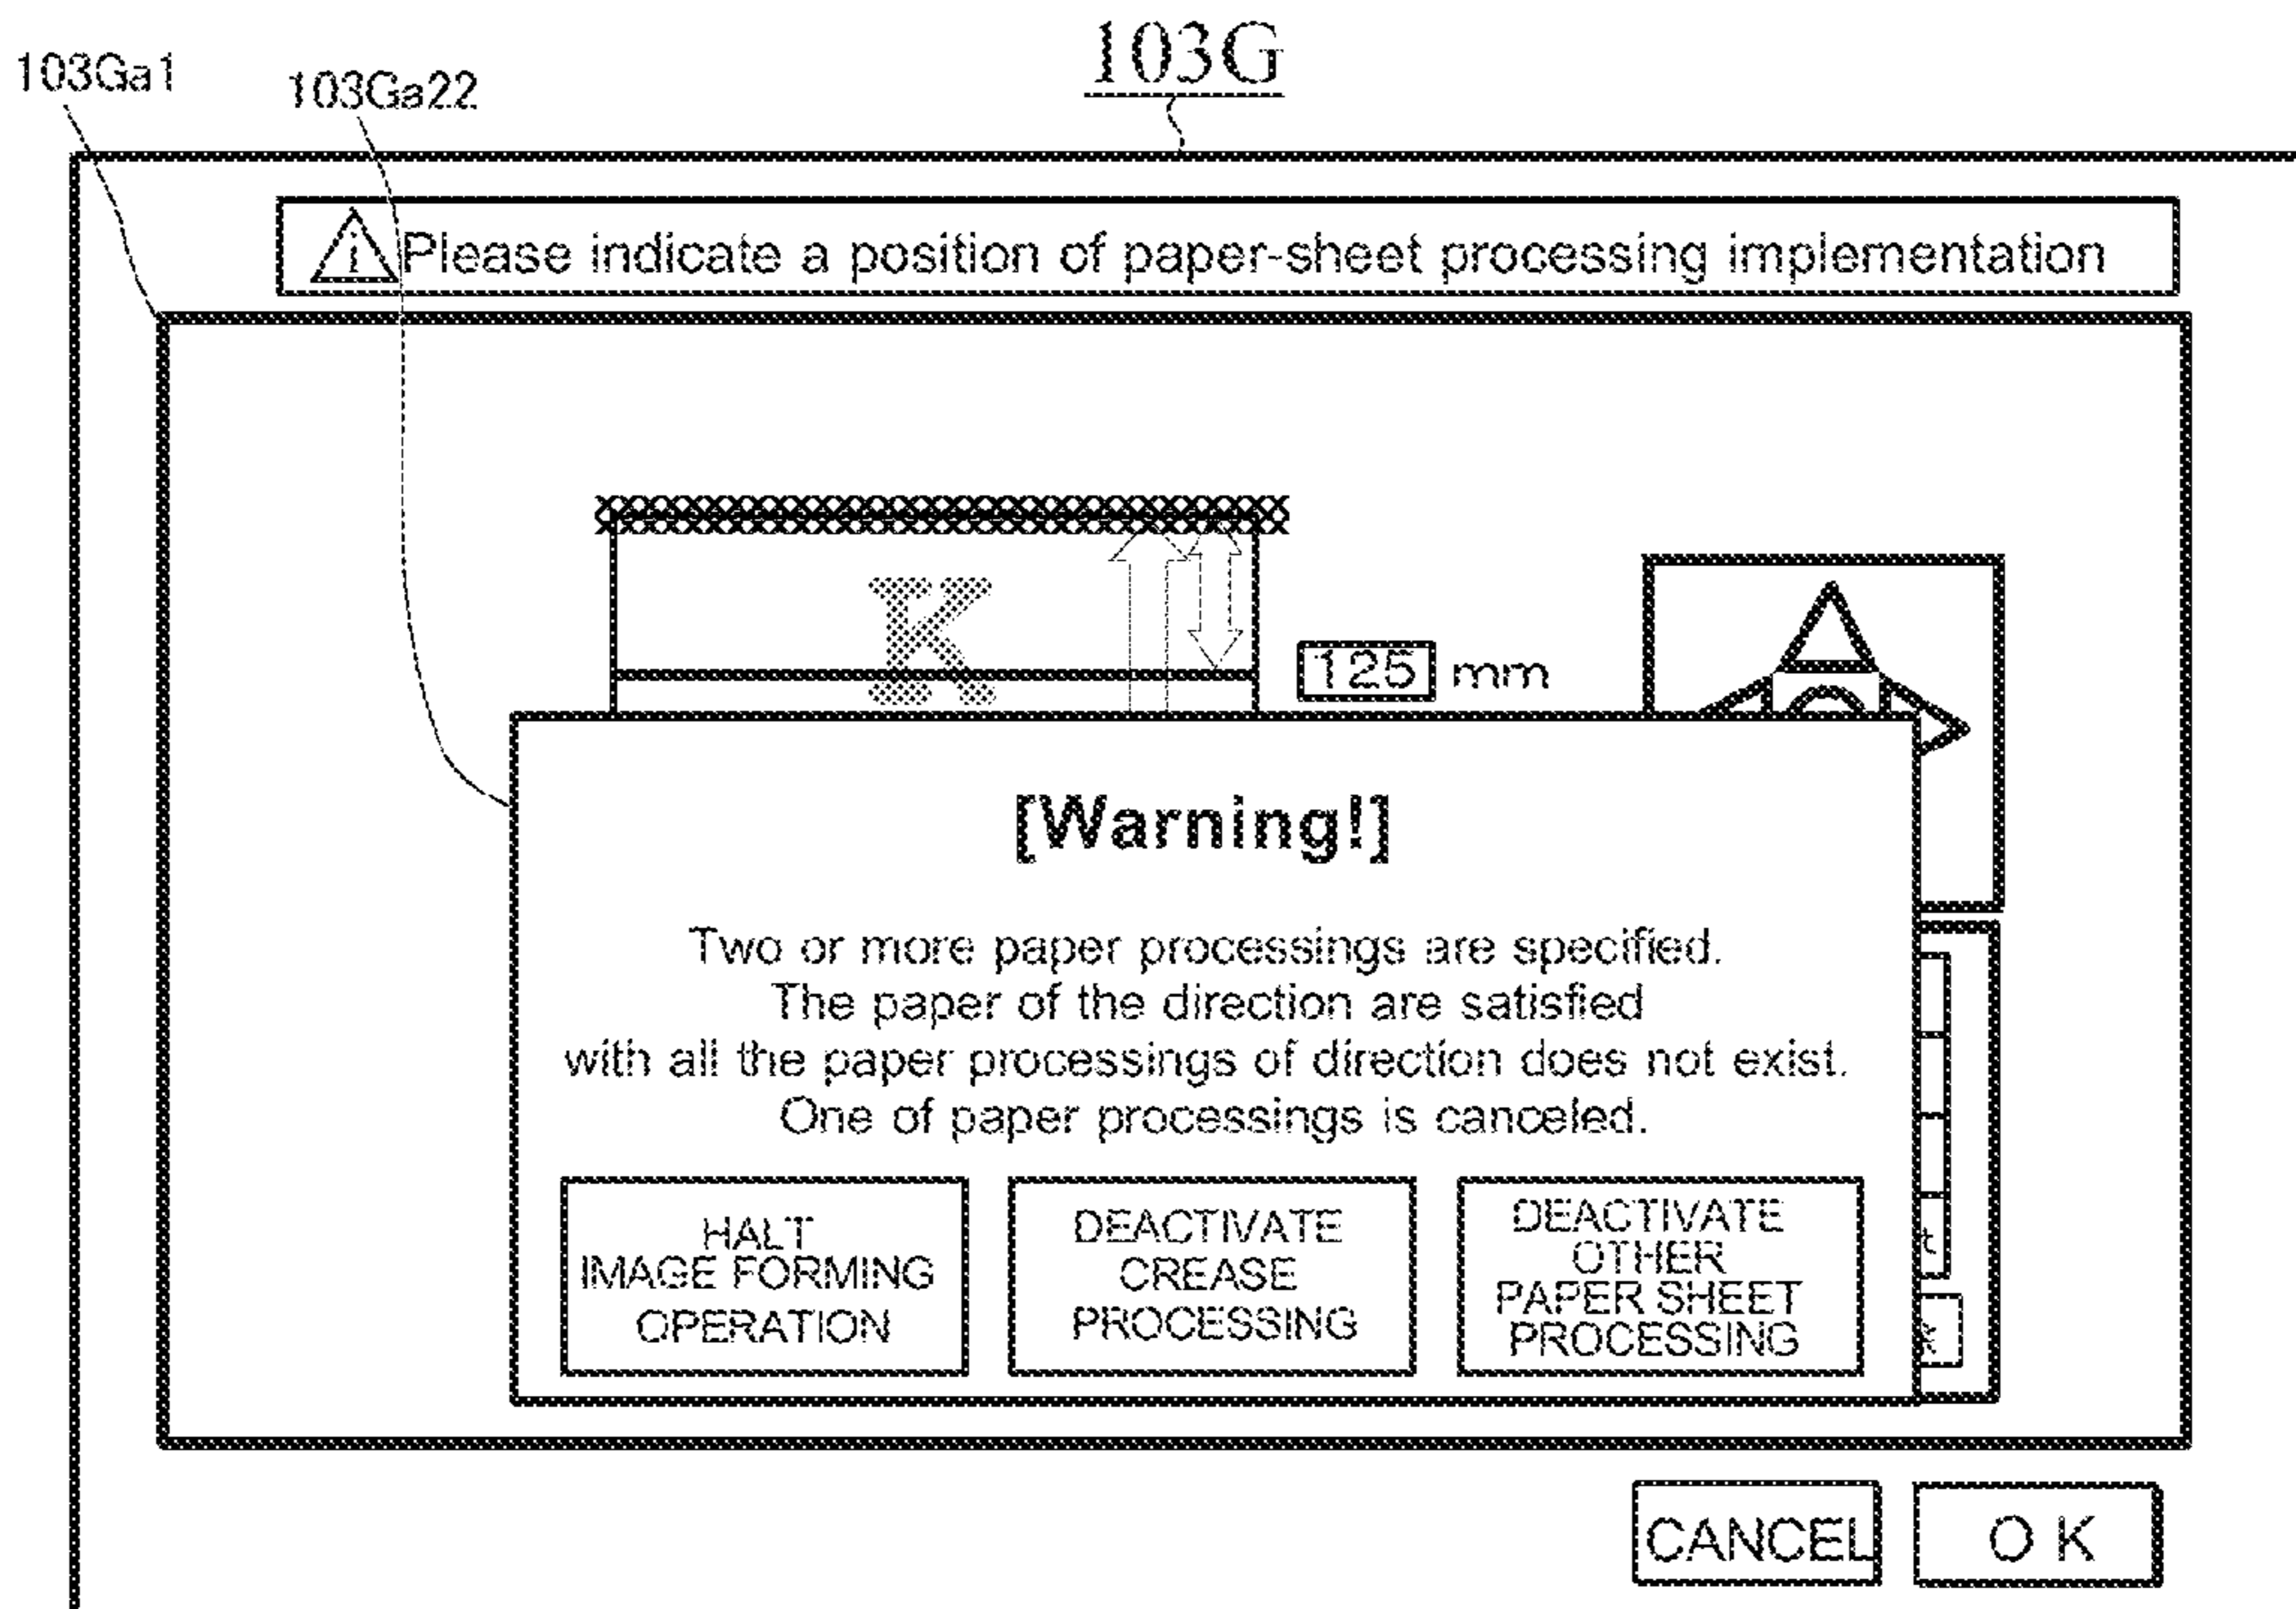 103G
103Ga1
103Ga22
Please indicate a position of paper-sheet processing implementation
K
125 mm
[Warning!]
Two or more paper processings are specified.
The paper of the direction are satisfied
with all the paper processings of direction does not exist.
One of paper processings is canceled.
HALT
IMAGE FORMING
OPERATION
DEACTIVATE
CREASE
PROCESSING
DEACTIVATE
OTHER
PAPER SHEET
PROCESSING
t
CANCEL
OK